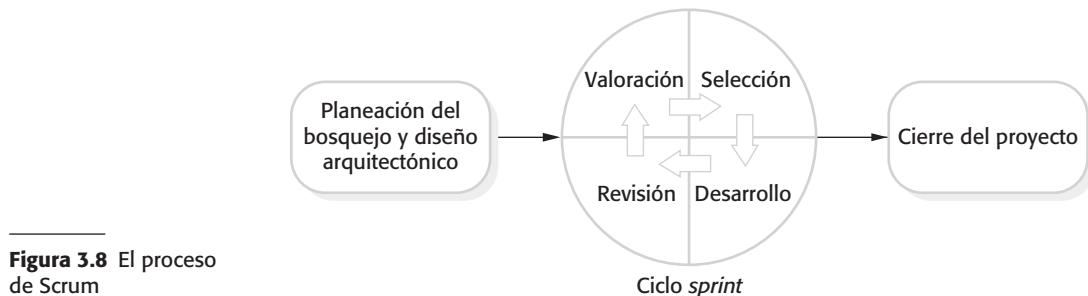 Planeación del
bosquejo y diseño
arquitectónico
Valoración
Selección
Revisión
Desarrollo
Cierre del proyecto
Ciclo sprint
Figura 3.8 El proceso
de Scrum